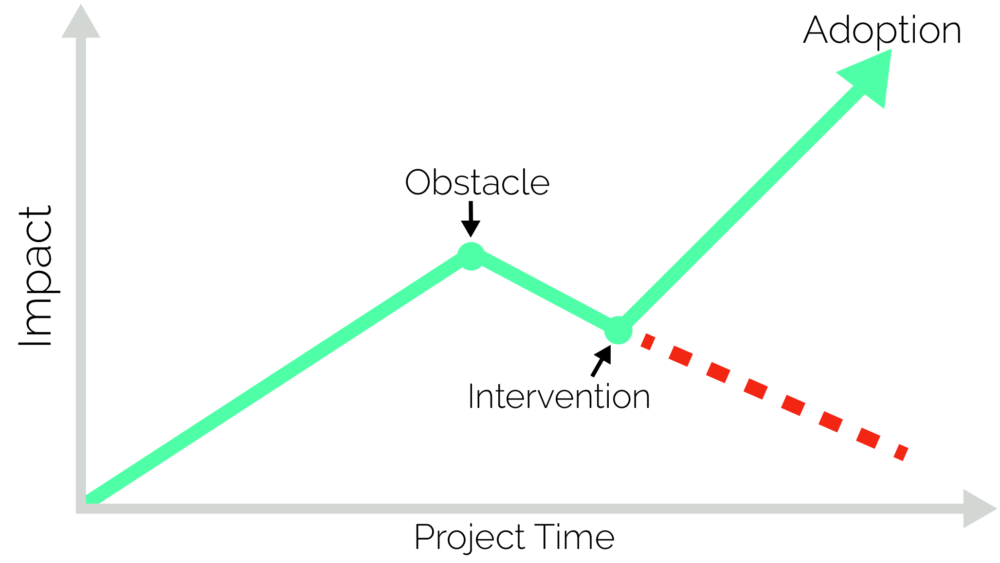 Adoption
Obstacle
Impact
Intervention
Project Time